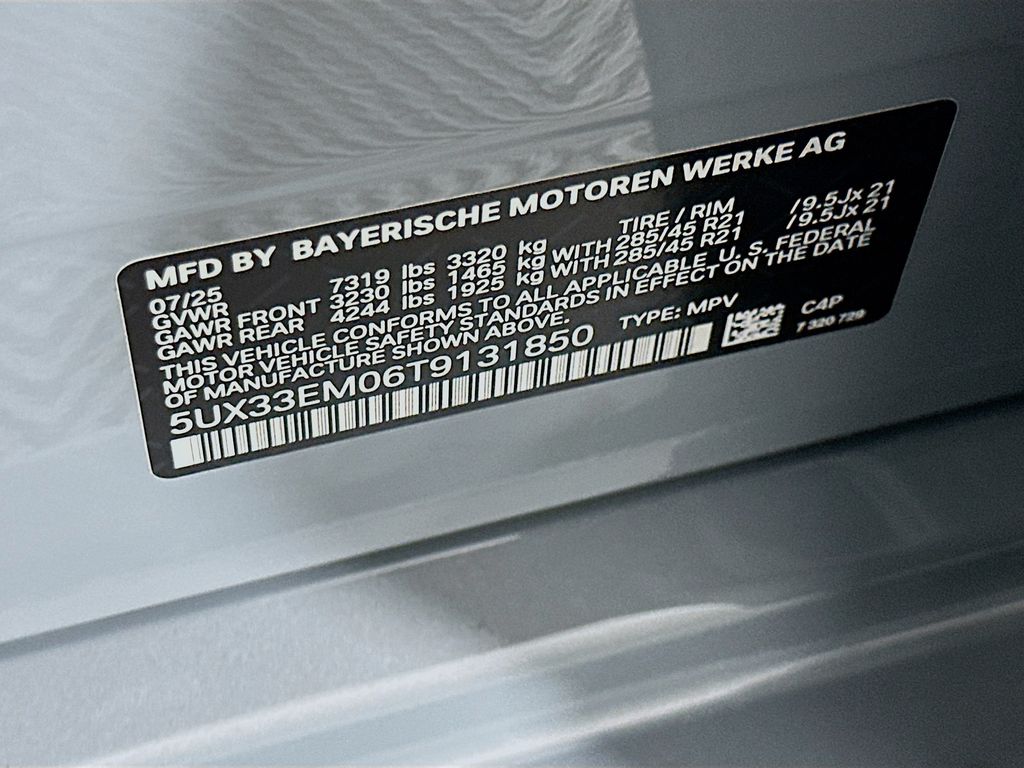 MFD BY BAYERISCHE MOTOREN WERKE AG
07/25 TIRE / RIM
GVWR 7319 lbs 3320 kg
GAWR FRONT 3230 lbs 1465 kg WITH 285/45 R21 /9.5Jx 21
GAWR REAR 4244 lbs 1925 kg WITH 285/45 R21 /9.5Jx 21
THIS VEHICLE CONFORMS TO ALL APPLICABLE U. S. FEDERAL
MOTOR VEHICLE SAFETY STANDARDS IN EFFECT ON THE DATE
OF MANUFACTURE SHOWN ABOVE.
5UX33EM06T9131850 TYPE: MPV C4P
7 320 729